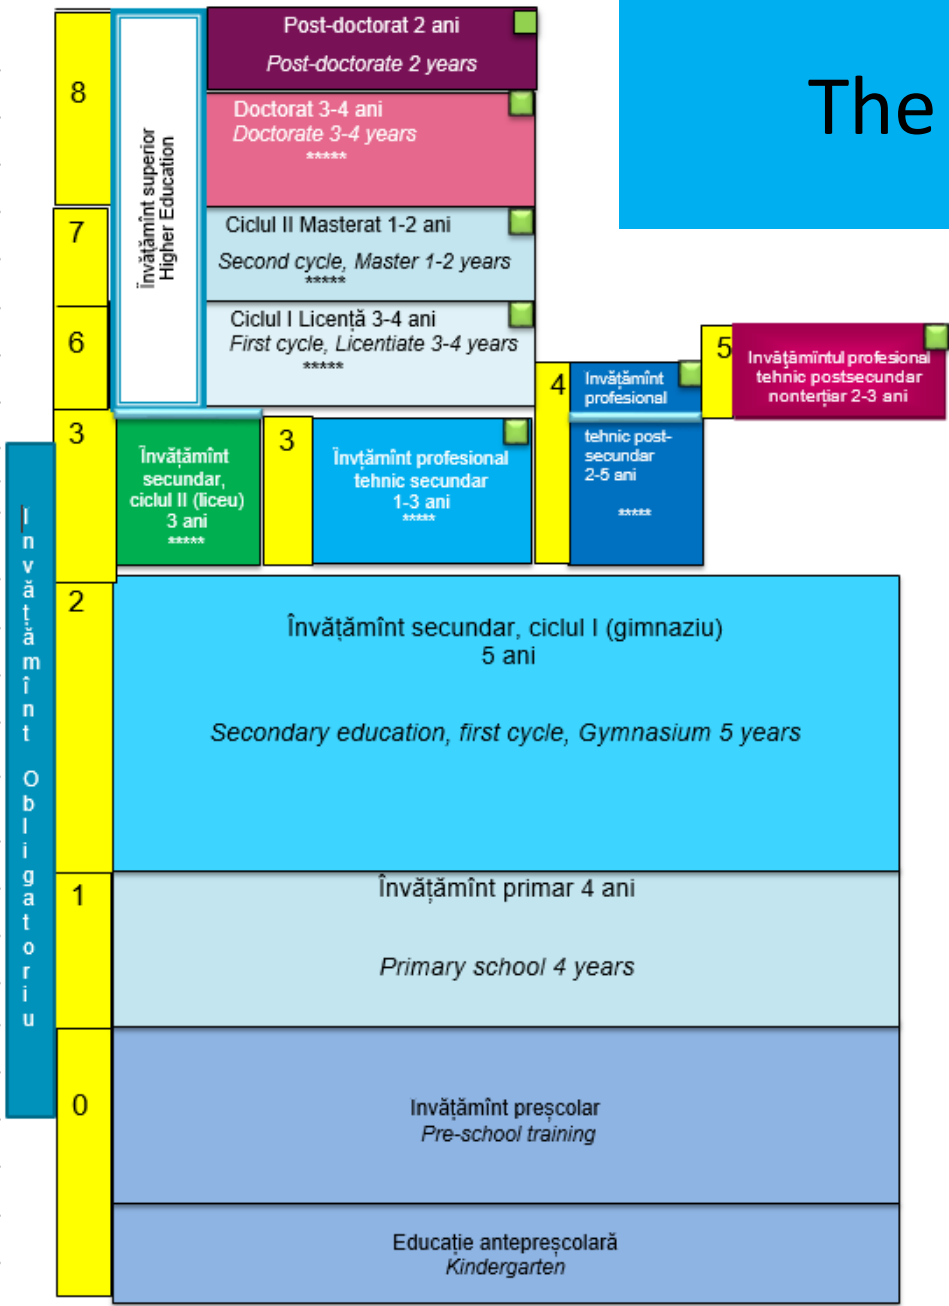 The
8
Învățămînt superior
Higher Education
Post-doctorat 2 ani
Post-doctorate 2 years
Doctorat 3-4 ani
Doctorate 3-4 years
*****
7
Ciclul II Masterat 1-2 ani
Second cycle, Master 1-2 years
*****
6
Ciclul I Licență 3-4 ani
First cycle, Licentiate 3-4 years
*****
5
Invățămîntul profesional
tehnic postsecundar
nonterțiar 2-3 ani
4
Invățămînt
profesional
tehnic post-
secundar
2-5 ani
*****
3
Învățămînt
secundar,
ciclul II (liceu)
3 ani
*****
3
Învțămînt profesional
tehnic secundar
1-3 ani
*****
Invățămînt Obligatoriu
2
Învățămînt secundar, ciclul I (gimnaziu)
5 ani
Secondary education, first cycle, Gymnasium 5 years
1
Învățămînt primar 4 ani
Primary school 4 years
0
Invățămînt preșcolar
Pre-school training
Educație antepreșcolară
Kindergarten